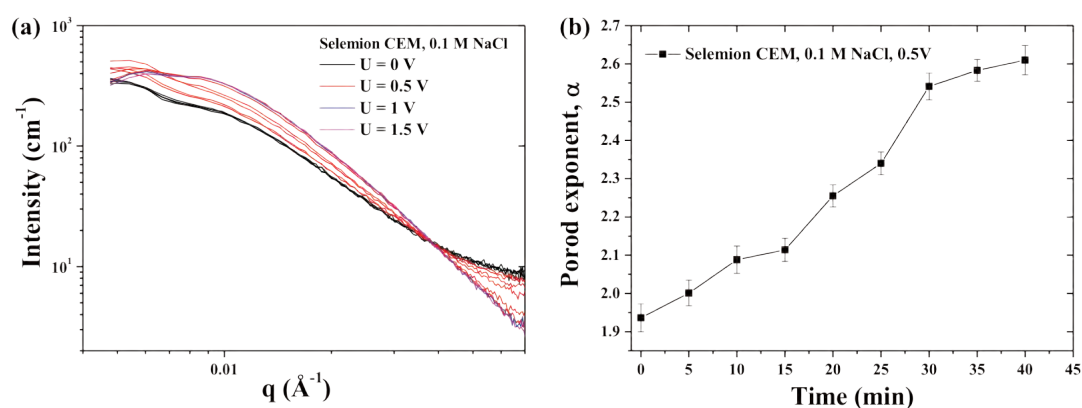 (a)
Selemion CEM, 0.1 M NaCl
U = 0 V
U = 0.5 V
U = 1 V
U = 1.5 V
Intensity (cm⁻¹)
10³
10²
10¹
0.01
q (Å⁻¹)
(b)
Selemion CEM, 0.1 M NaCl, 0.5V
Porod exponent, α
2.7
2.6
2.5
2.4
2.3
2.2
2.1
2.0
1.9
0 5 10 15 20 25 30 35 40 45
Time (min)